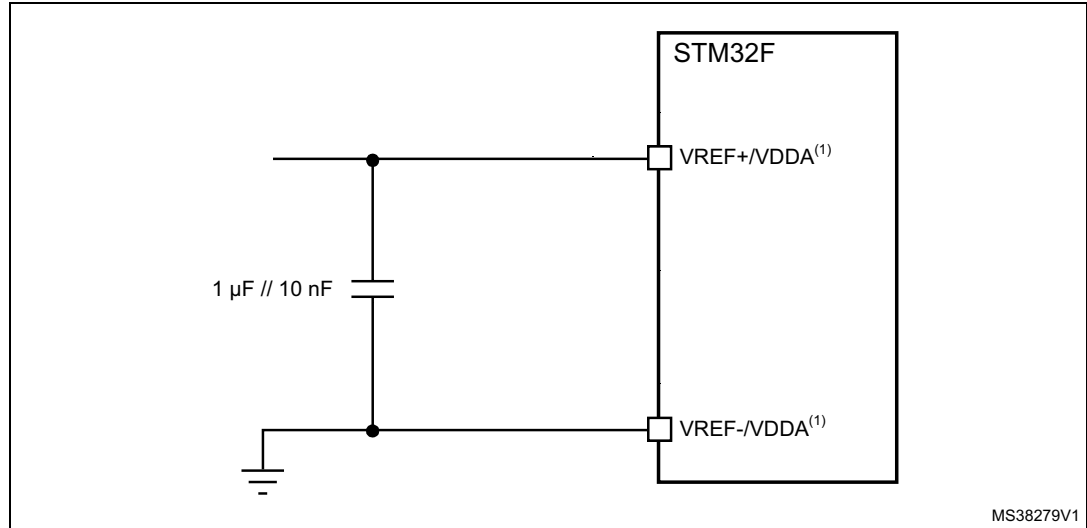 STM32F
VREF+/VDDA(1)
1 µF // 10 nF
VREF-/VDDA(1)
MS38279V1